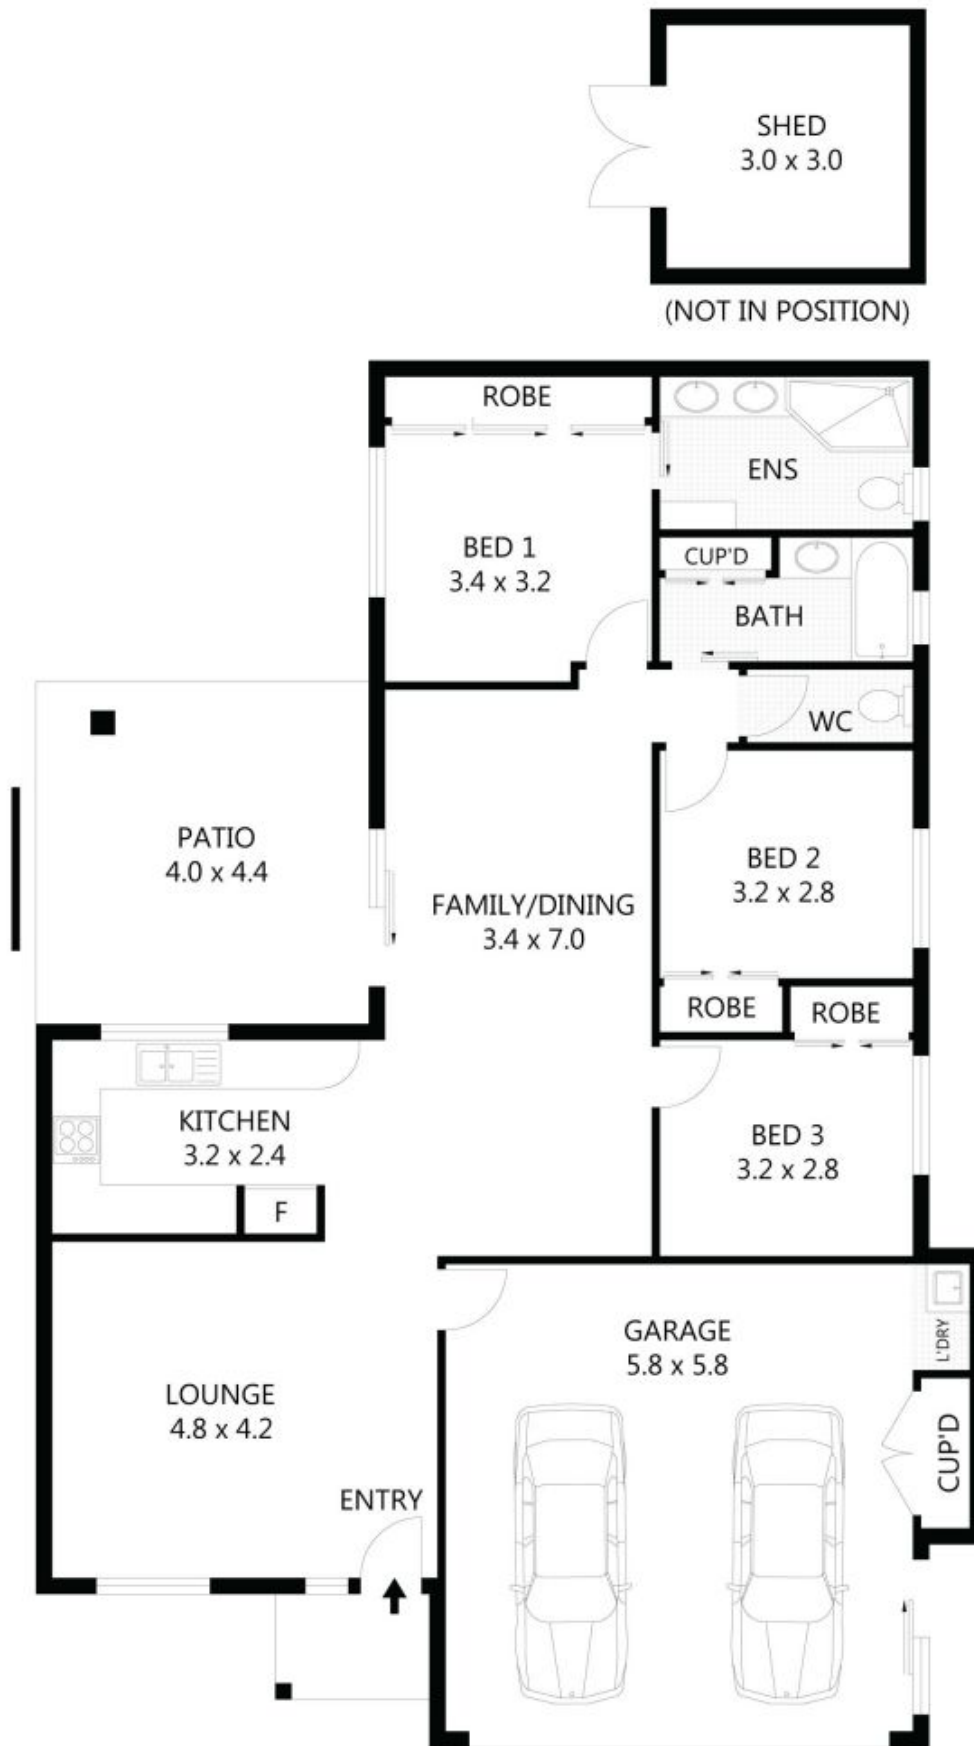 SHED
3.0 x 3.0
(NOT IN POSITION)
ROBE
ENS
BED 1
3.4 x 3.2
CUP'D
BATH
WC
PATIO
4.0 x 4.4
BED 2
3.2 x 2.8
FAMILY/DINING
3.4 x 7.0
ROBE
ROBE
KITCHEN
3.2 x 2.4
BED 3
3.2 x 2.8
F
GARAGE
5.8 x 5.8
L'DRY
LOUNGE
4.8 x 4.2
CUP'D
ENTRY